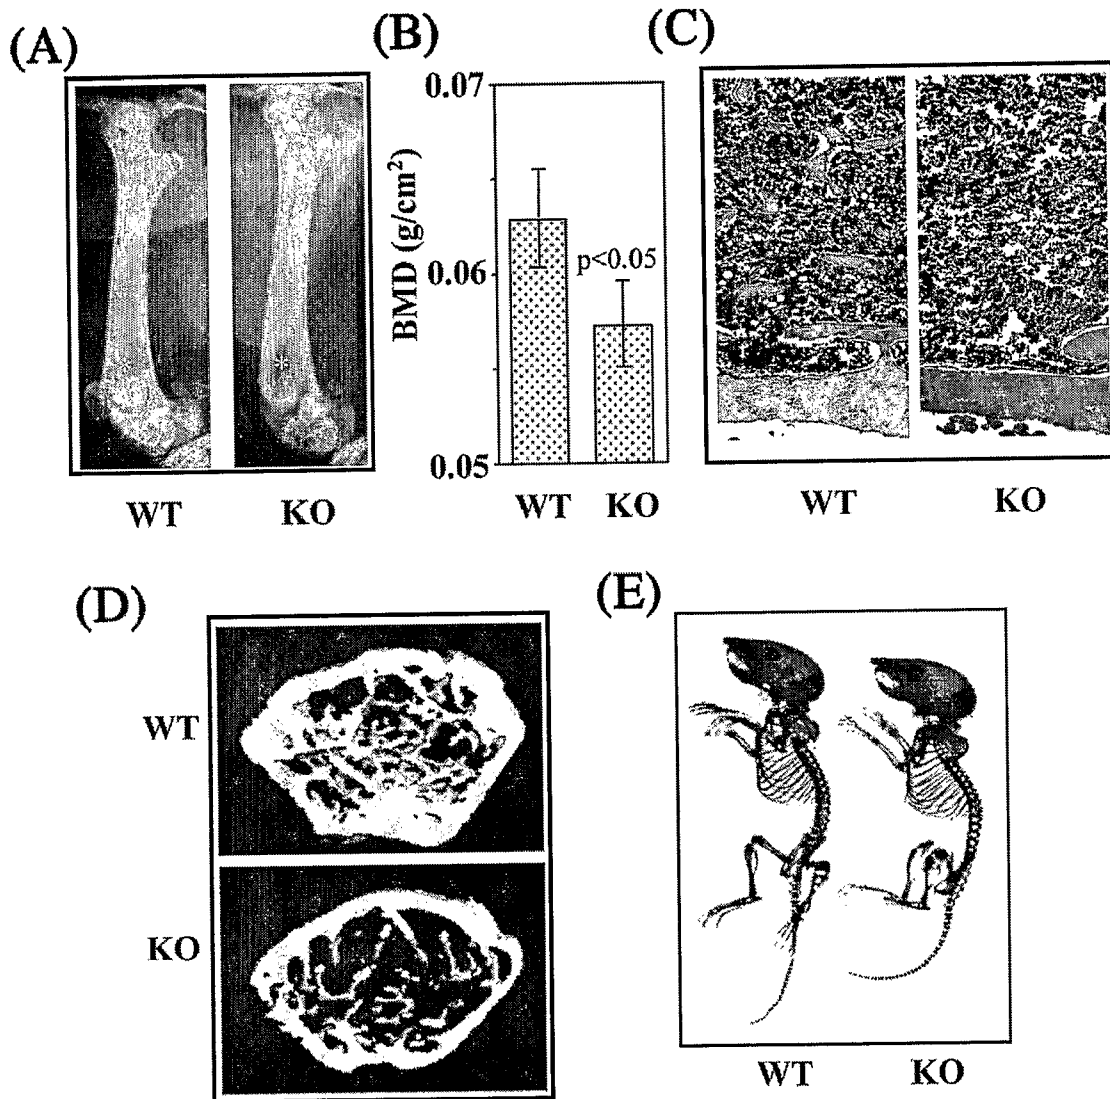 (A)
WT
KO
(B)
BMD (g/cm²)
0.07
0.06
0.05
p<0.05
WT
KO
(C)
WT
KO
(D)
WT
KO
(E)
WT
KO